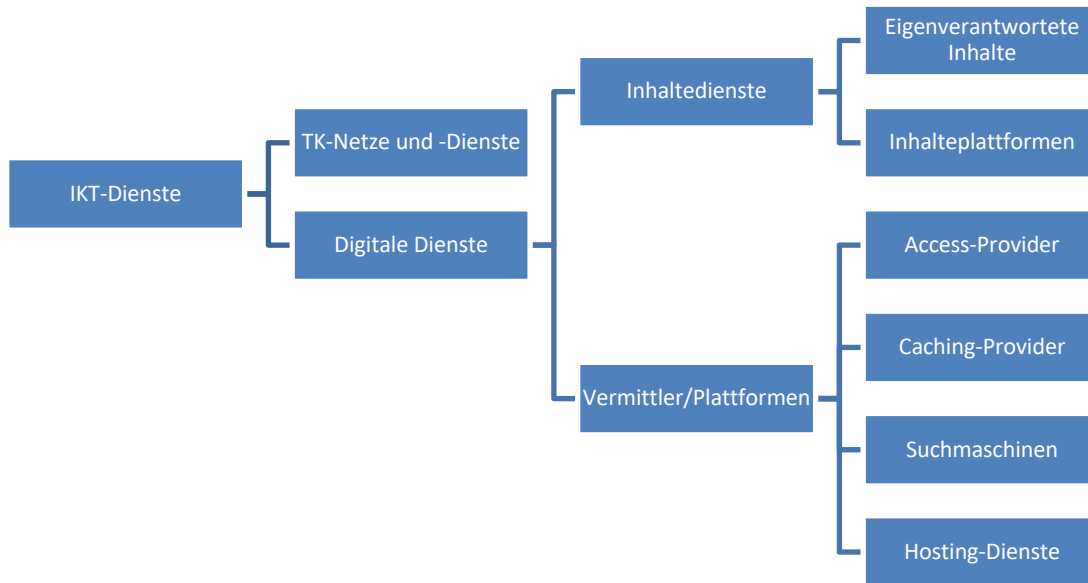 Eigenverantwortete
Inhalte
Inhaltedienste
TK-Netze und -Dienste
Inhalteplattformen
IKT-Dienste
Digitale Dienste
Access-Provider
Caching-Provider
Vermittler/Plattformen
Suchmaschinen
Hosting-Dienste